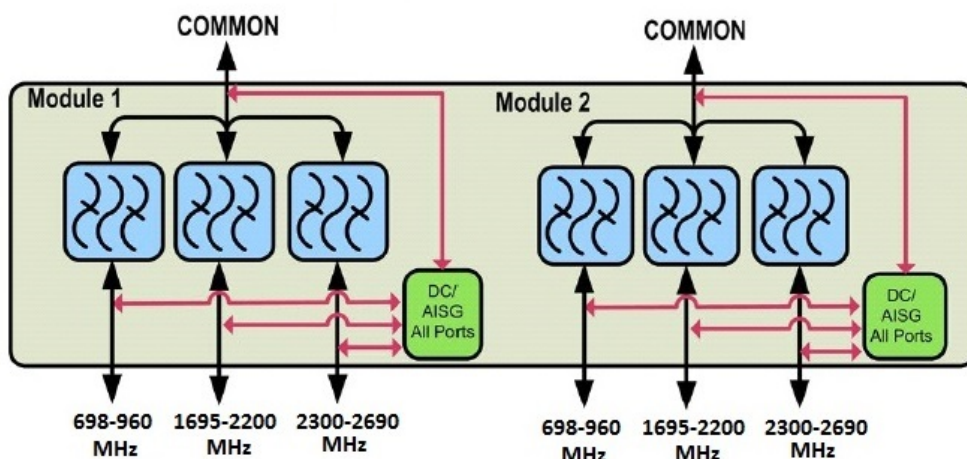 COMMON
Module 1
DC/
AISG
All Ports
698-960
MHz
1695-2200
MHz
2300-2690
MHz
COMMON
Module 2
DC/
AISG
All Ports
698-960
MHz
1695-2200
MHz
2300-2690
MHz